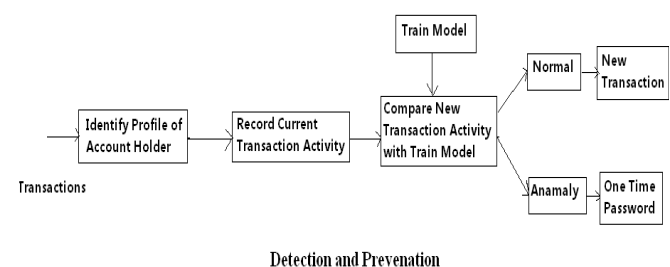 Train Model
Normal
New
Transaction
Identify Profile of
Account Holder
Record Current
Transaction Activity
Compare New
Transaction Activity
with Train Model
Transactions
Anamaly
One Time
Password
Detection and Prevenation